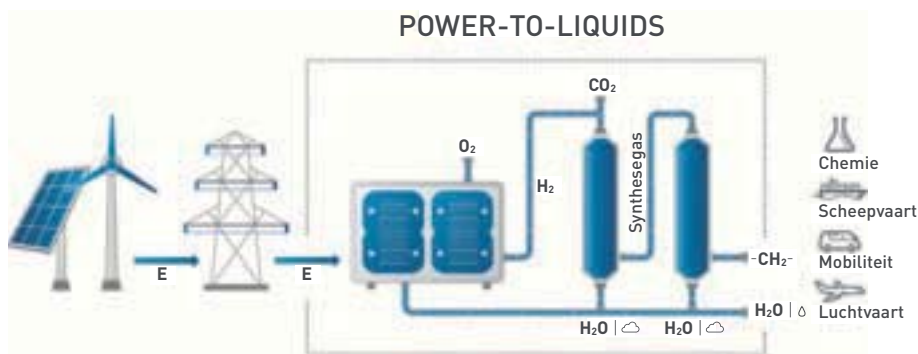 POWER-TO-LIQUIDS
CO₂
O₂
H₂
Synthesegas
E
E
-CH₂-
H₂O |
H₂O |
H₂O |
Chemie
Scheepvaart
Mobiliteit
Luchtvaart